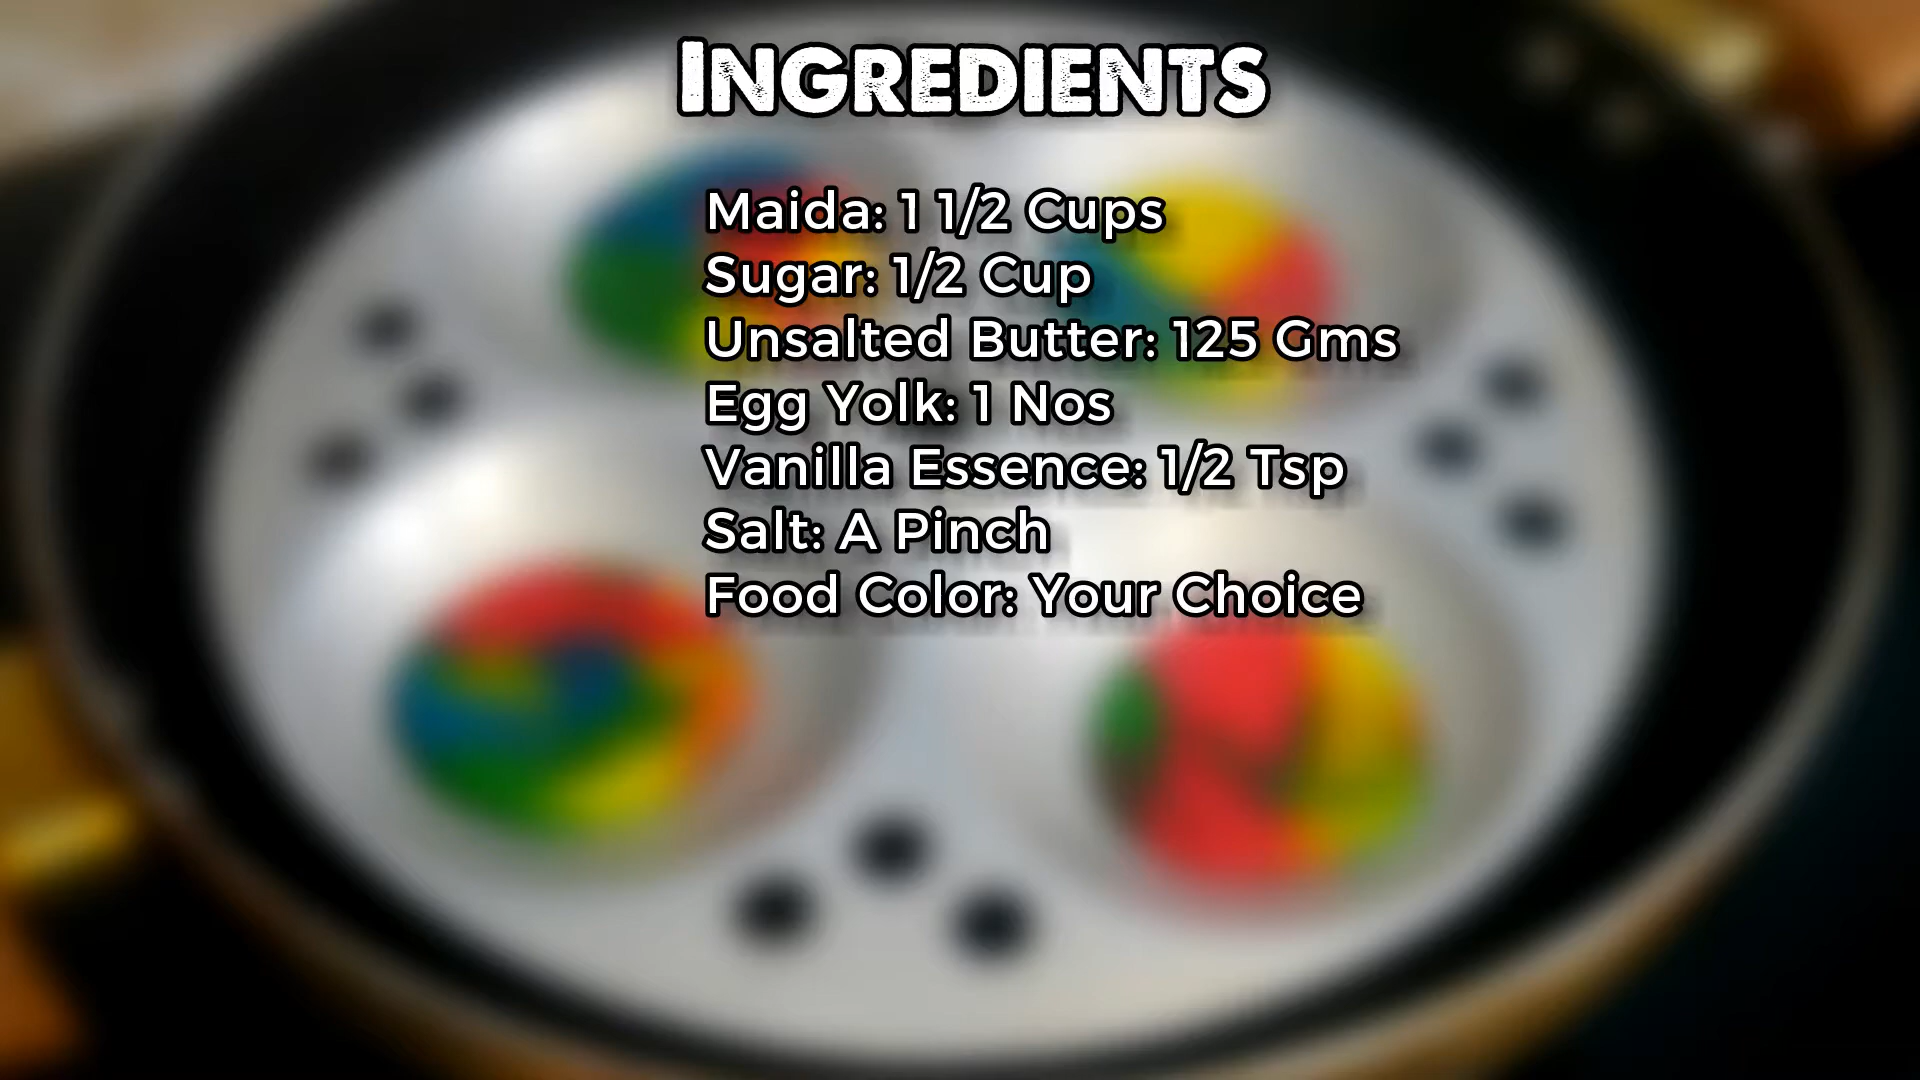 Ingredients
Maida: 1 1/2 Cups
Sugar: 1/2 Cup
Unsalted Butter: 125 Gms
Egg Yolk: 1 Nos
Vanilla Essence: 1/2 Tsp
Salt: A Pinch
Food Color: Your Choice